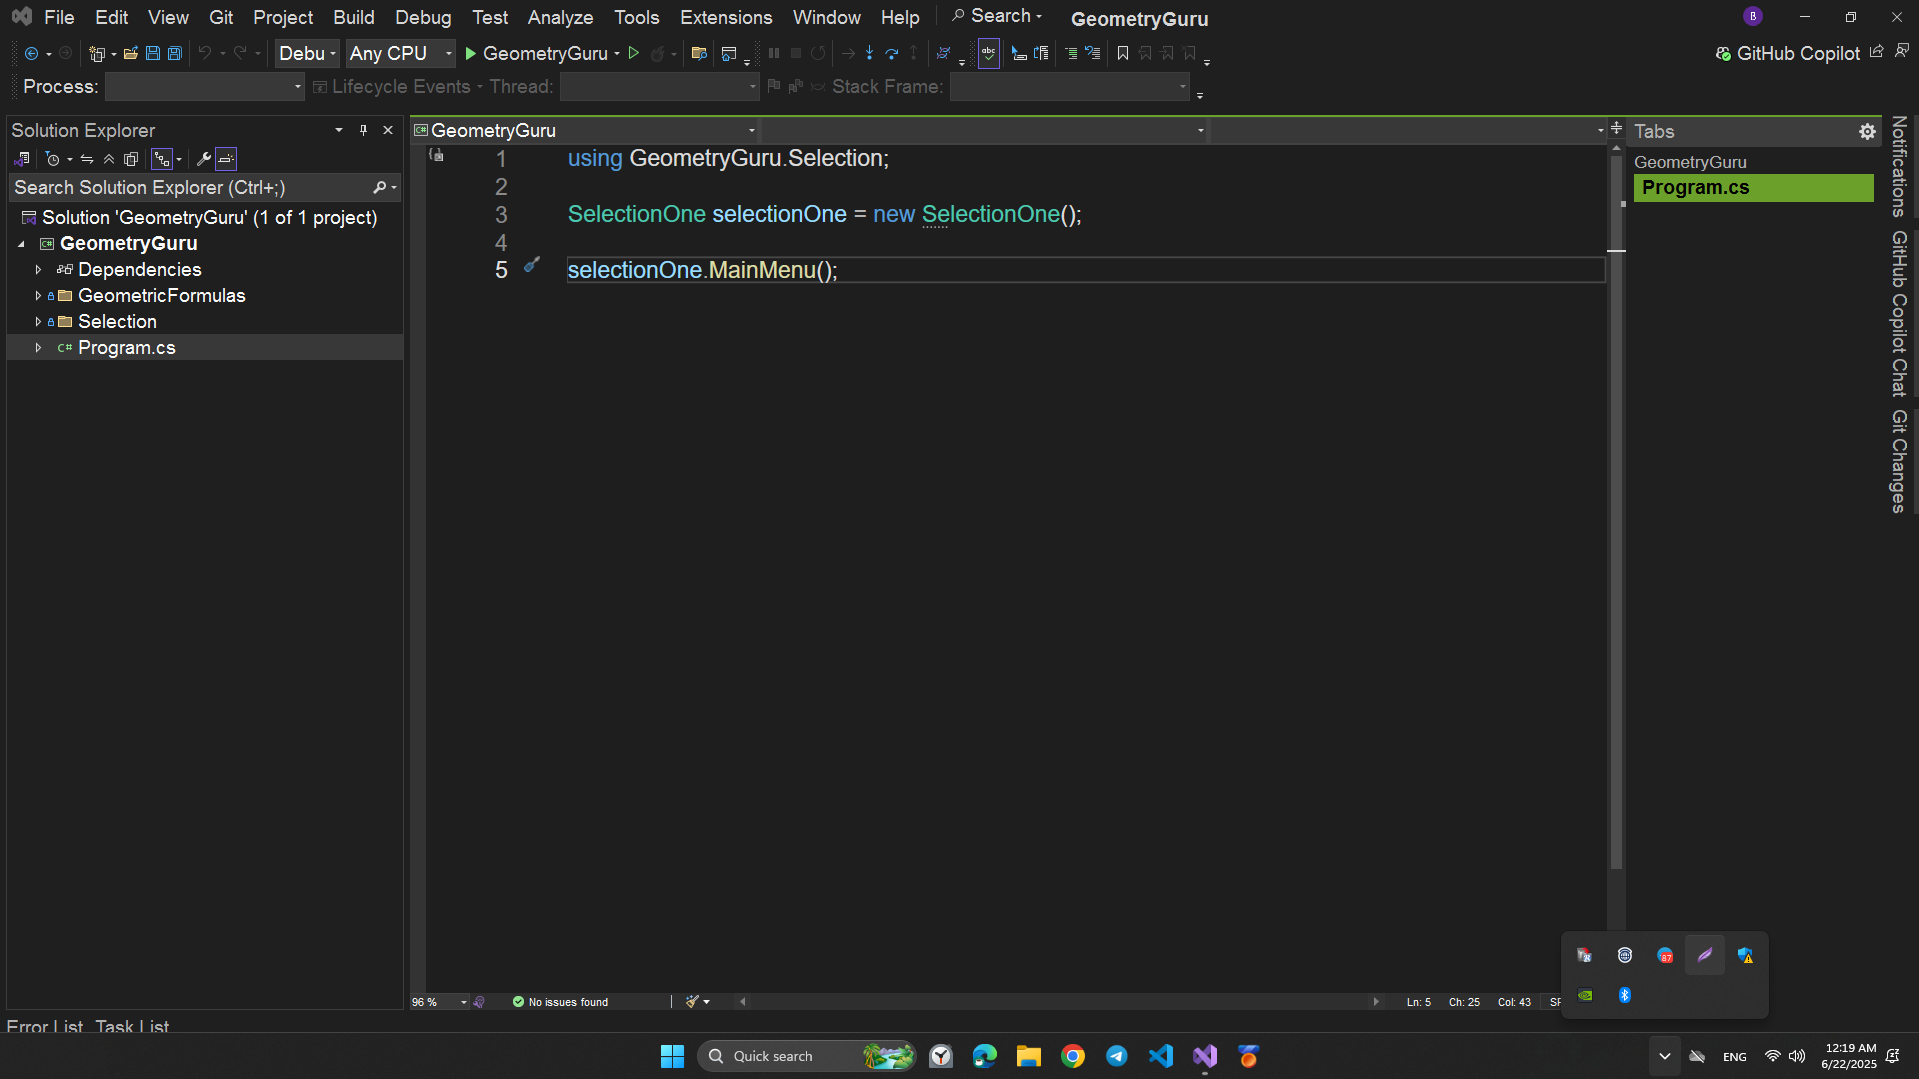 File Edit View Git Project Build Debug Test Analyze Tools Extensions Window Help Search GeometryGuru B
Debu Any CPU GeometryGuru abc GitHub Copilot
Process: Lifecycle Events Thread: Stack Frame:
Solution Explorer
Search Solution Explorer (Ctrl+;)
Solution 'GeometryGuru' (1 of 1 project)
C# GeometryGuru
Dependencies
GeometricFormulas
Selection
C# Program.cs
C# GeometryGuru
1 using GeometryGuru.Selection;
2
3 SelectionOne selectionOne = new SelectionOne();
4
5 selectionOne.MainMenu();
96 % No issues found Ln: 5 Ch: 25 Col: 43
Tabs
GeometryGuru
Program.cs
Notifications
GitHub Copilot Chat
Git Changes
87
Error List Task List
Quick search
ENG
12:19 AM
6/22/2025